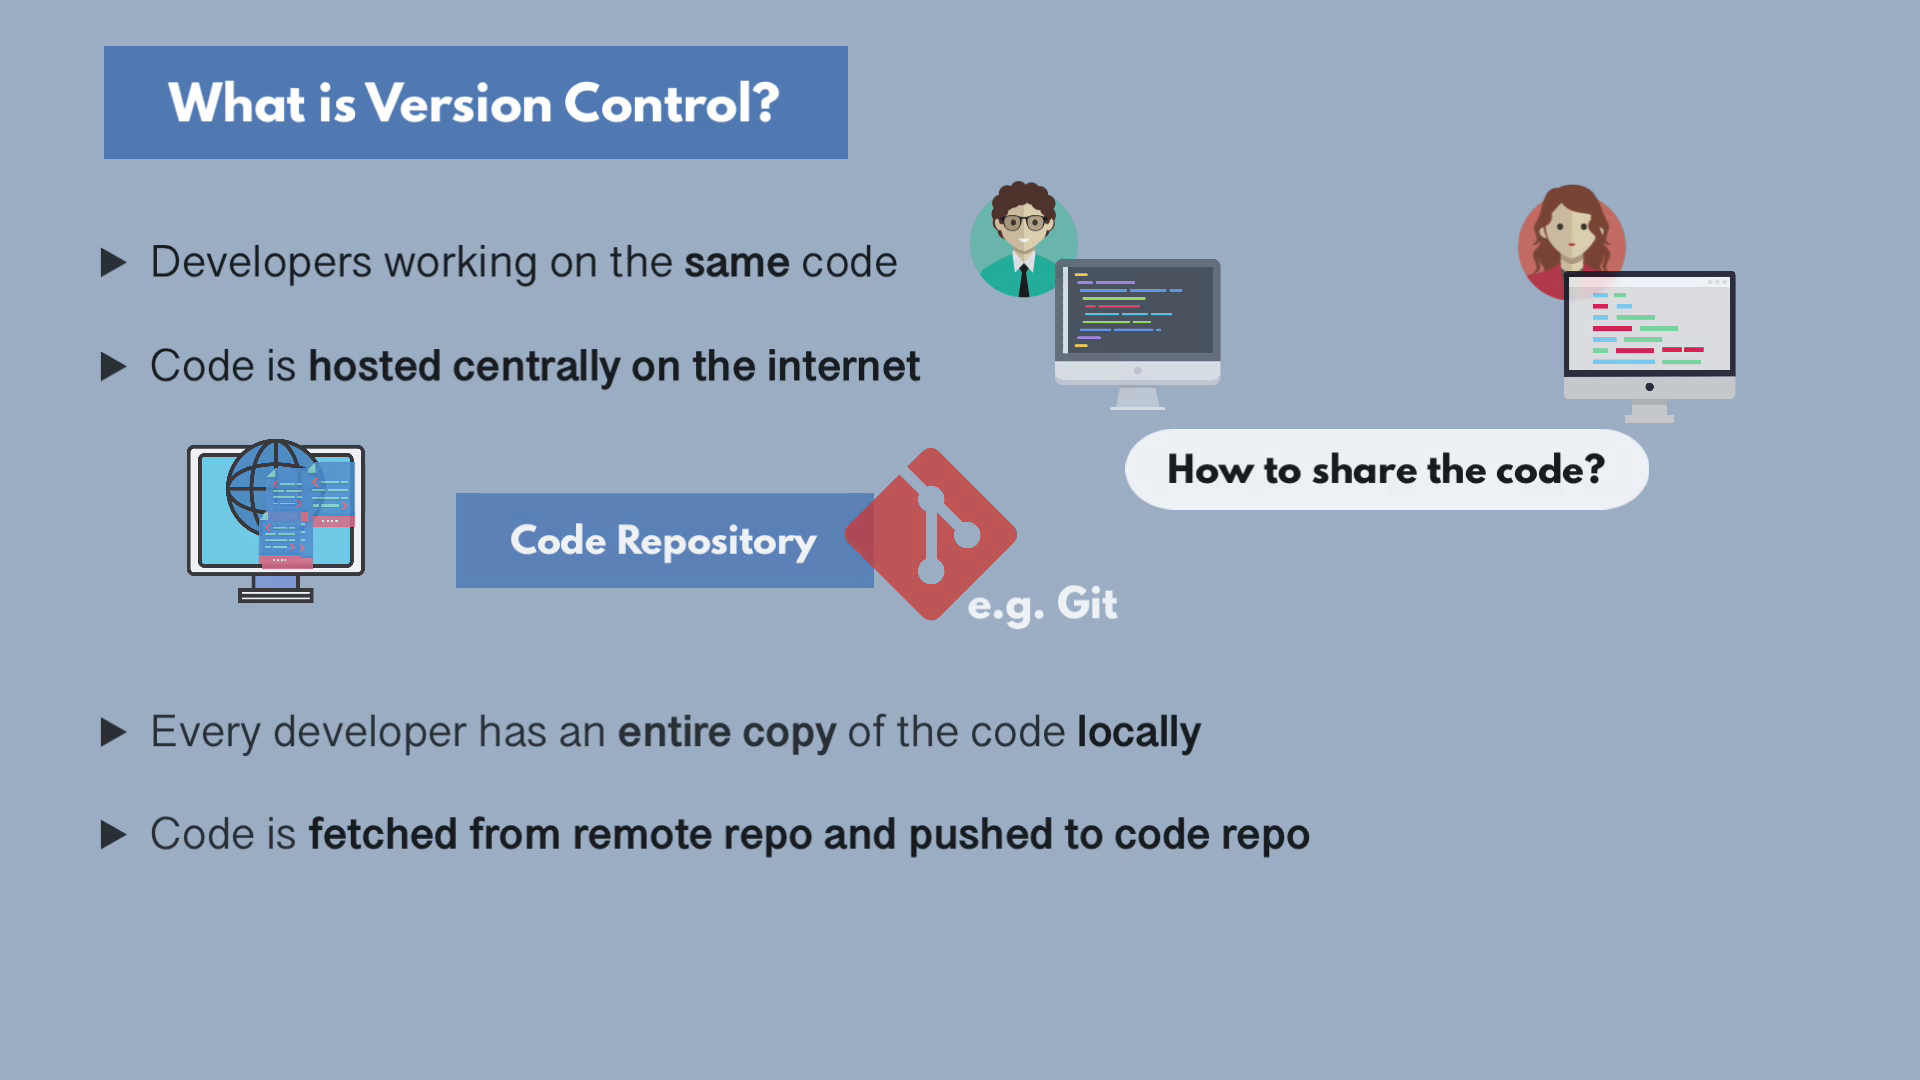 What is Version Control?
Developers working on the same code
Code is hosted centrally on the internet
How to share the code?
Code Repository
e.g. Git
Every developer has an entire copy of the code locally
Code is fetched from remote repo and pushed to code repo